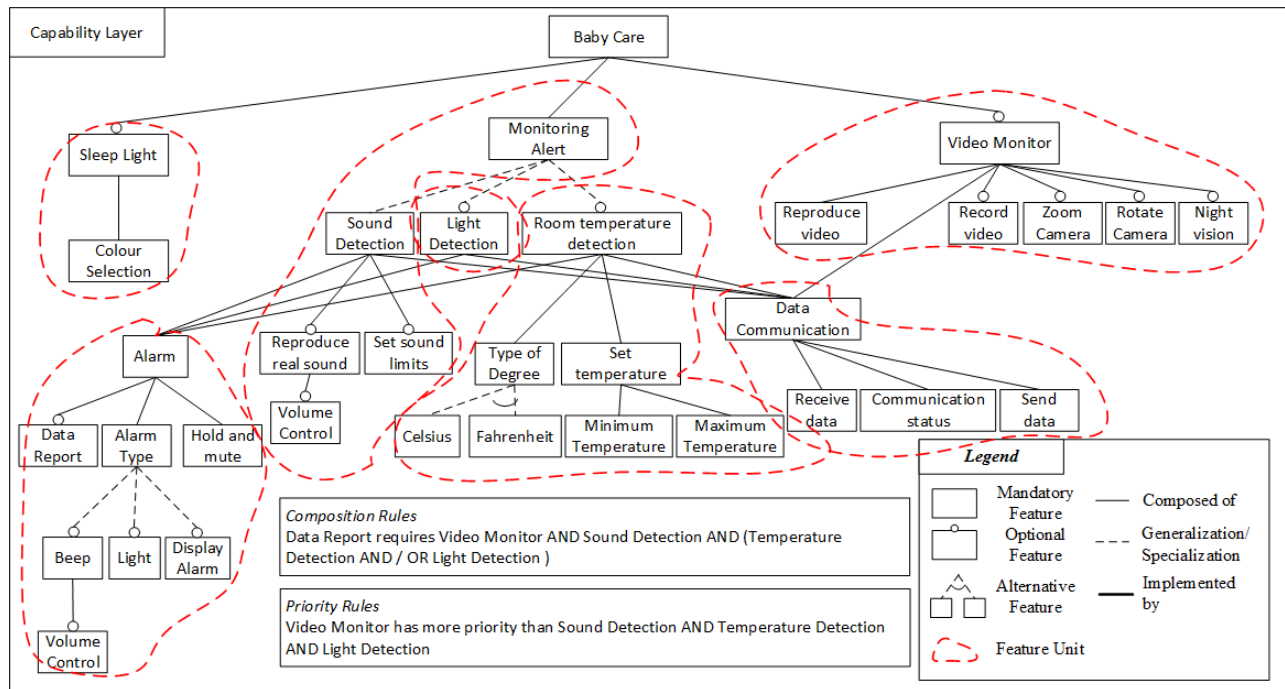 Capability Layer
Baby Care
Sleep Light
Monitoring
Alert
Video Monitor
Colour
Selection
Sound
Detection
Light
Detection
Room temperature
detection
Reproduce
video
Record
video
Zoom
Camera
Rotate
Camera
Night
vision
Data
Communication
Alarm
Reproduce
real sound
Set sound
limits
Type of
Degree
Set
temperature
Volume
Control
Celsius
Fahrenheit
Minimum
Temperature
Maximum
Temperature
Receive
data
Communication
status
Send
data
Data
Report
Alarm
Type
Hold and
mute
Beep
Light
Display
Alarm
Volume
Control
Composition Rules
Data Report requires Video Monitor AND Sound Detection AND (Temperature
Detection AND / OR Light Detection )
Priority Rules
Video Monitor has more priority than Sound Detection AND Temperature Detection
AND Light Detection
Legend
Mandatory
Feature
Composed of
Optional
Feature
Generalization/
Specialization
Alternative
Feature
Implemented
by
Feature Unit